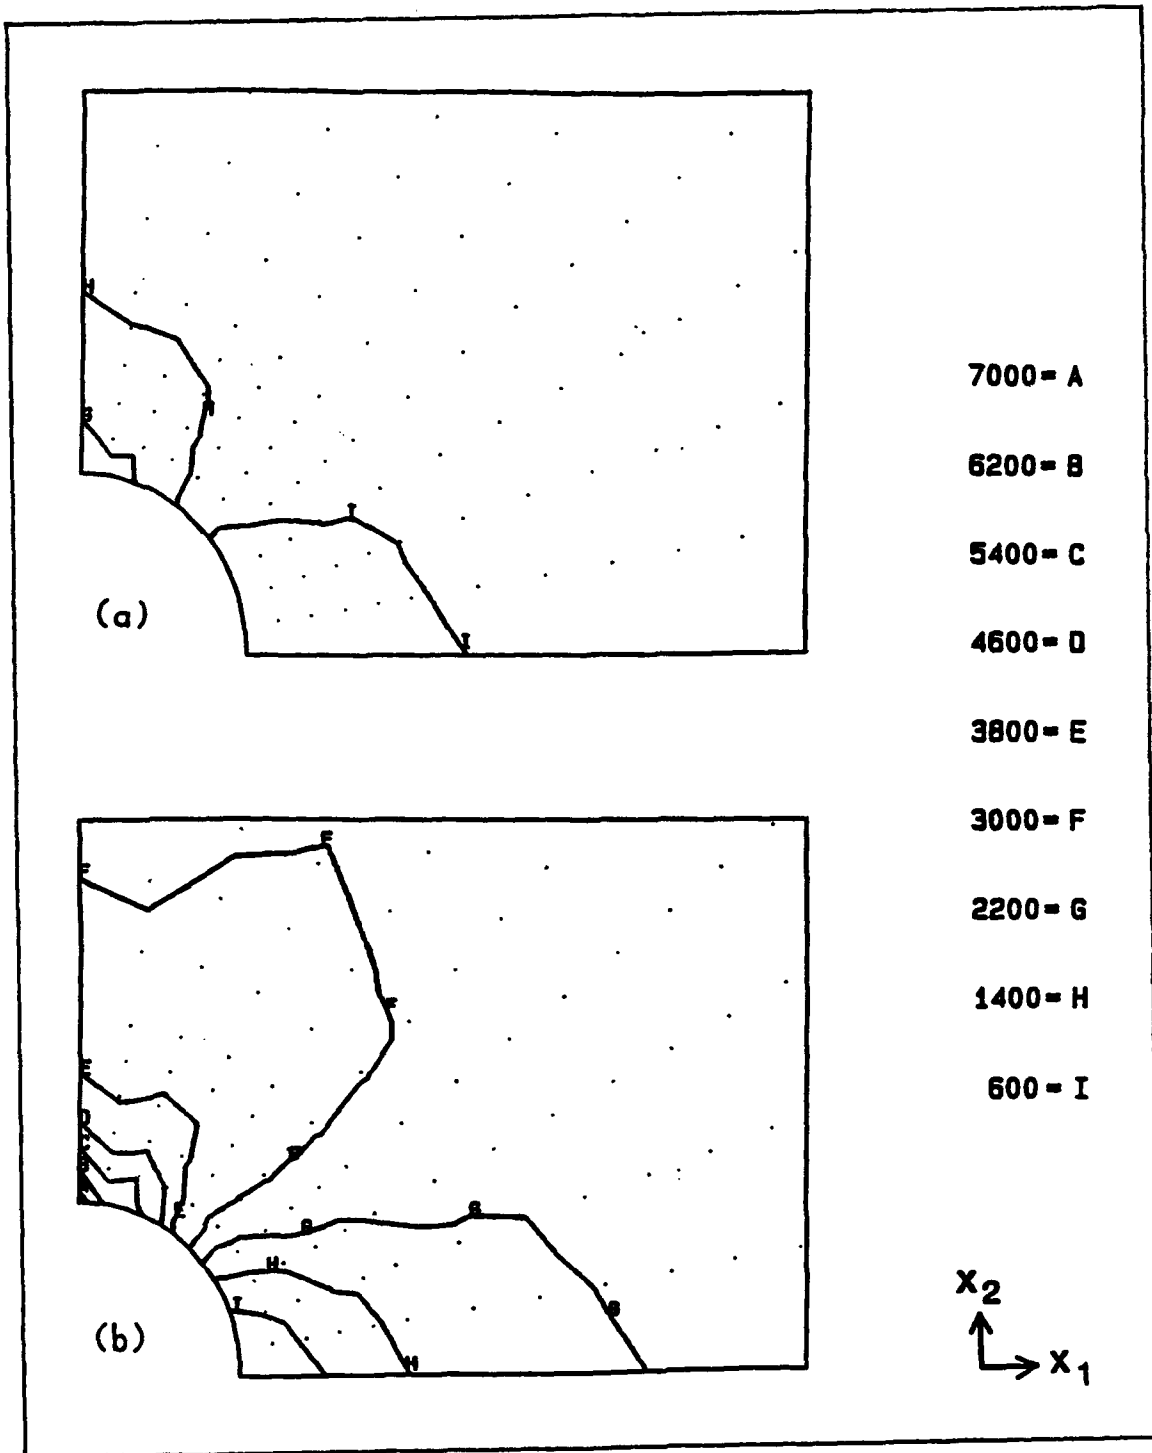 H
H
G
I
I
(a)
7000= A
6200= B
5400= C
4600= D
3800= E
3000= F
2200= G
1400= H
600= I
F
F
F
E
D
C
F
E
G
G
H
I
G
H
(b)
X2
X1